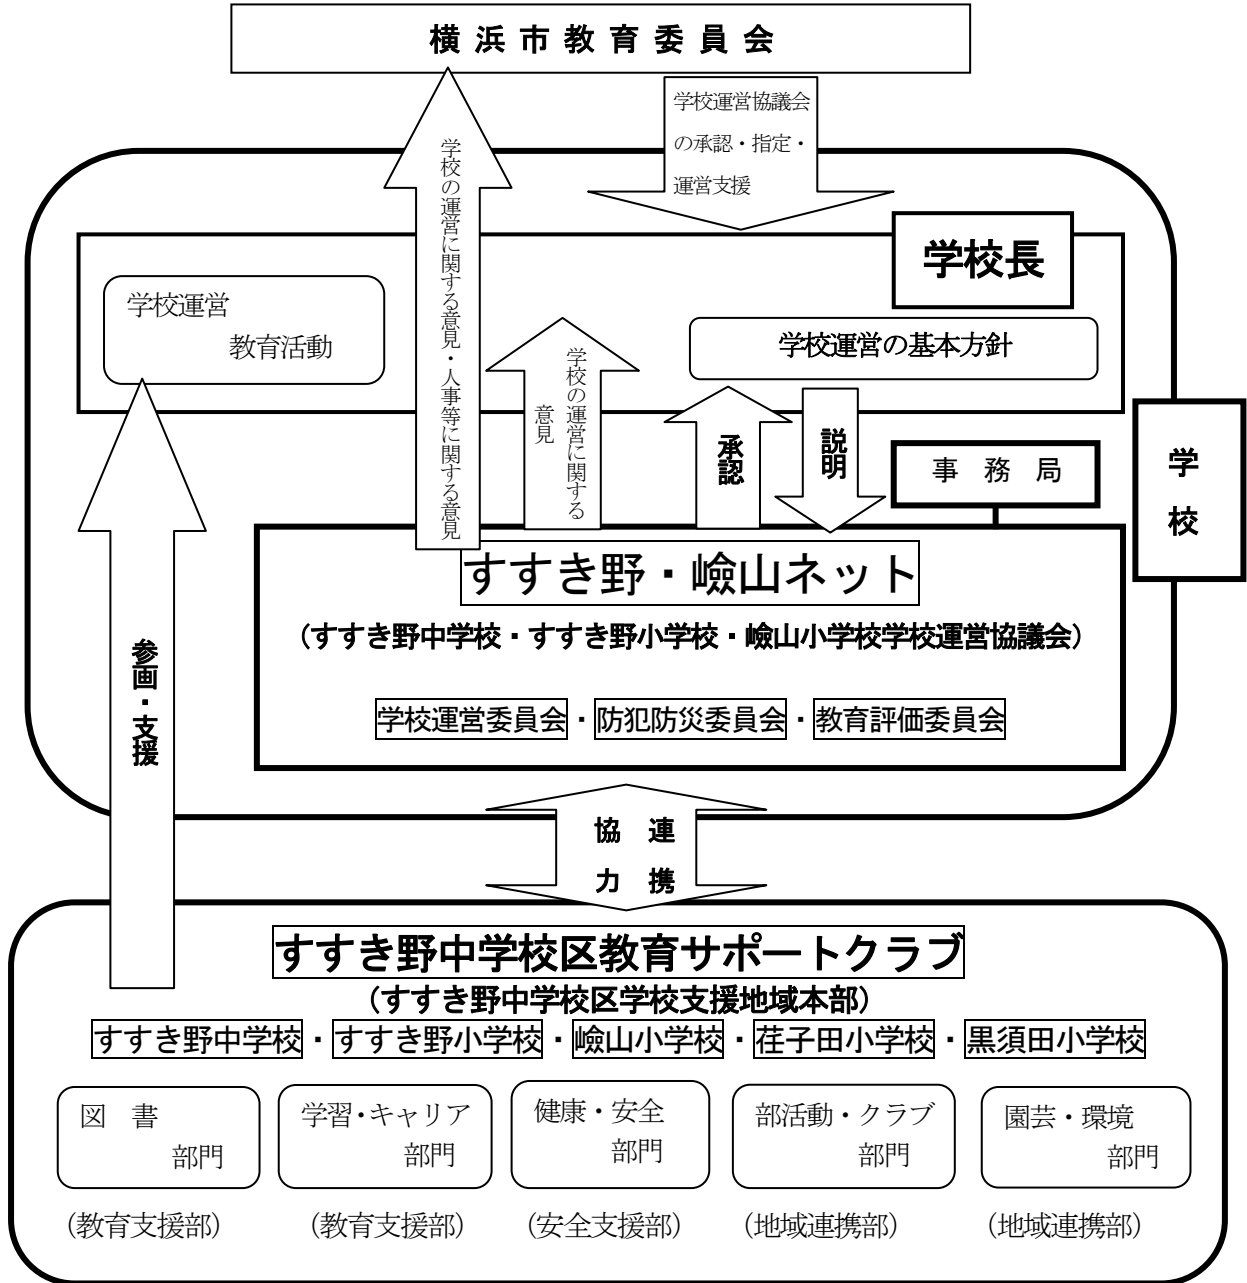 横浜市教育委員会
学校運営協議会
の承認・指定・
運営支援
学校の運営に関する意見・人事等に関する意見
学校長
学校運営
教育活動
学校運営の基本方針
学校の運営に関する
意見
承認
説明
事務局
学校
すすき野・嶮山ネット
(すすき野中学校・すすき野小学校・嶮山小学校学校運営協議会)
学校運営委員会・防犯防災委員会・教育評価委員会
参画・支援
連携
協力
すすき野中学校区教育サポートクラブ
(すすき野中学校区学校支援地域本部)
すすき野中学校・すすき野小学校・嶮山小学校・荏子田小学校・黒須田小学校
図書
部門
学習・キャリア
部門
健康・安全
部門
部活動・クラブ
部門
園芸・環境
部門
(教育支援部)
(教育支援部)
(安全支援部)
(地域連携部)
(地域連携部)